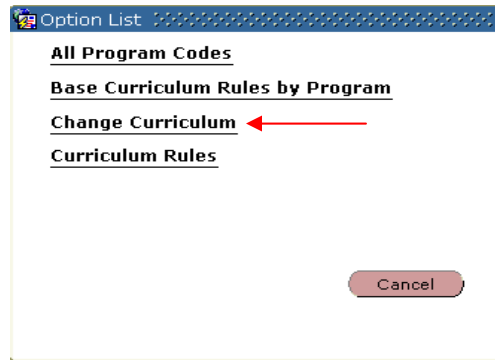 Option List
All Program Codes
Base Curriculum Rules by Program
Change Curriculum
Curriculum Rules
Cancel